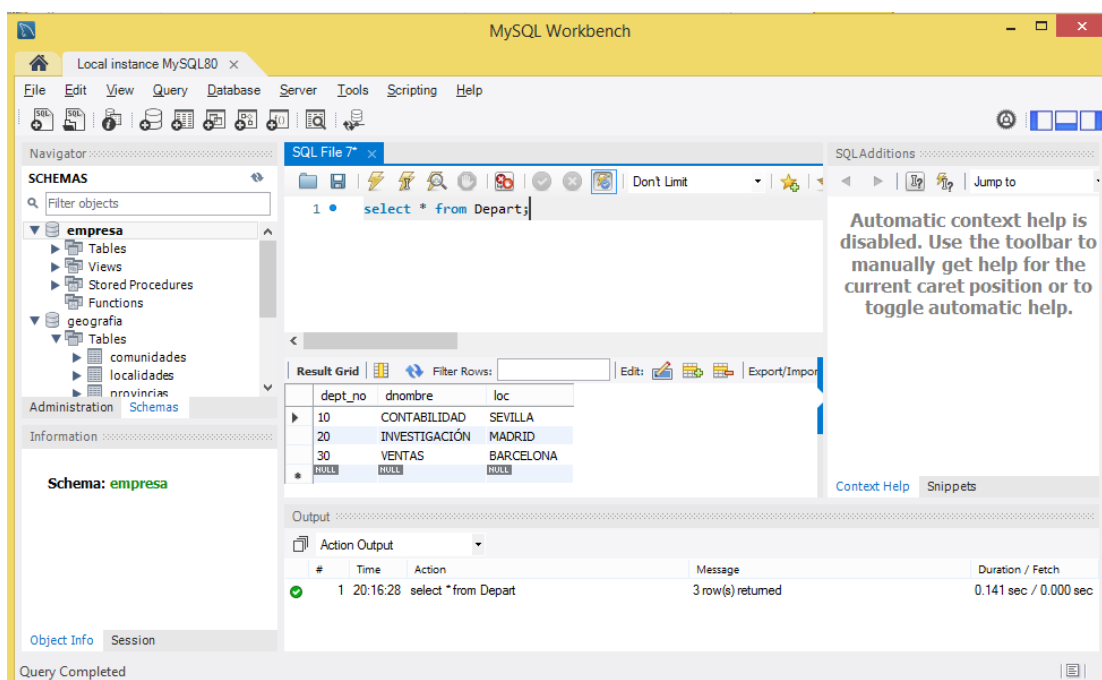 MySQL Workbench
Local instance MySQL80 ×
File Edit View Query Database Server Tools Scripting Help
Navigator
SCHEMAS
Filter objects
empresa
Tables
Views
Stored Procedures
Functions
geografia
Tables
comunidades
localidades
provincias
Administration Schemas
Information
Schema: empresa
Object Info Session
SQL File 7* ×
Don't Limit
1 select * from Depart;
Result Grid Filter Rows: Edit: Export/Impor
dept_no dnombre loc
10 CONTABILIDAD SEVILLA
20 INVESTIGACIÓN MADRID
30 VENTAS BARCELONA
NULL NULL NULL
SQLAdditions
Jump to
Automatic context help is
disabled. Use the toolbar to
manually get help for the
current caret position or to
toggle automatic help.
Context Help Snippets
Output
Action Output
# Time Action Message Duration / Fetch
1 20:16:28 select * from Depart 3 row(s) returned 0.141 sec / 0.000 sec
Query Completed